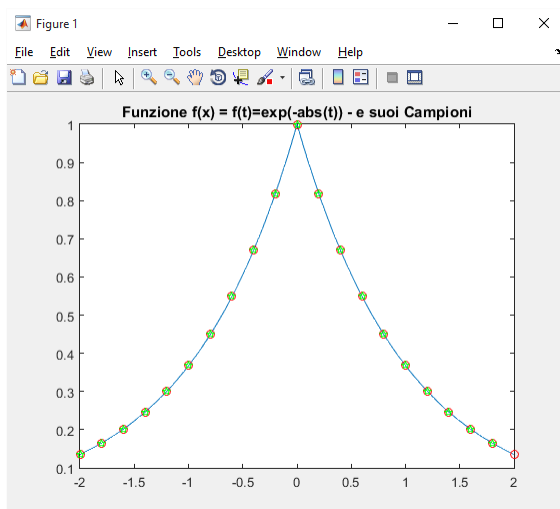 Figure 1
File Edit View Insert Tools Desktop Window Help
Funzione f(x) = f(t)=exp(-abs(t)) - e suoi Campioni
1
0.9
0.8
0.7
0.6
0.5
0.4
0.3
0.2
0.1
-2 -1.5 -1 -0.5 0 0.5 1 1.5 2